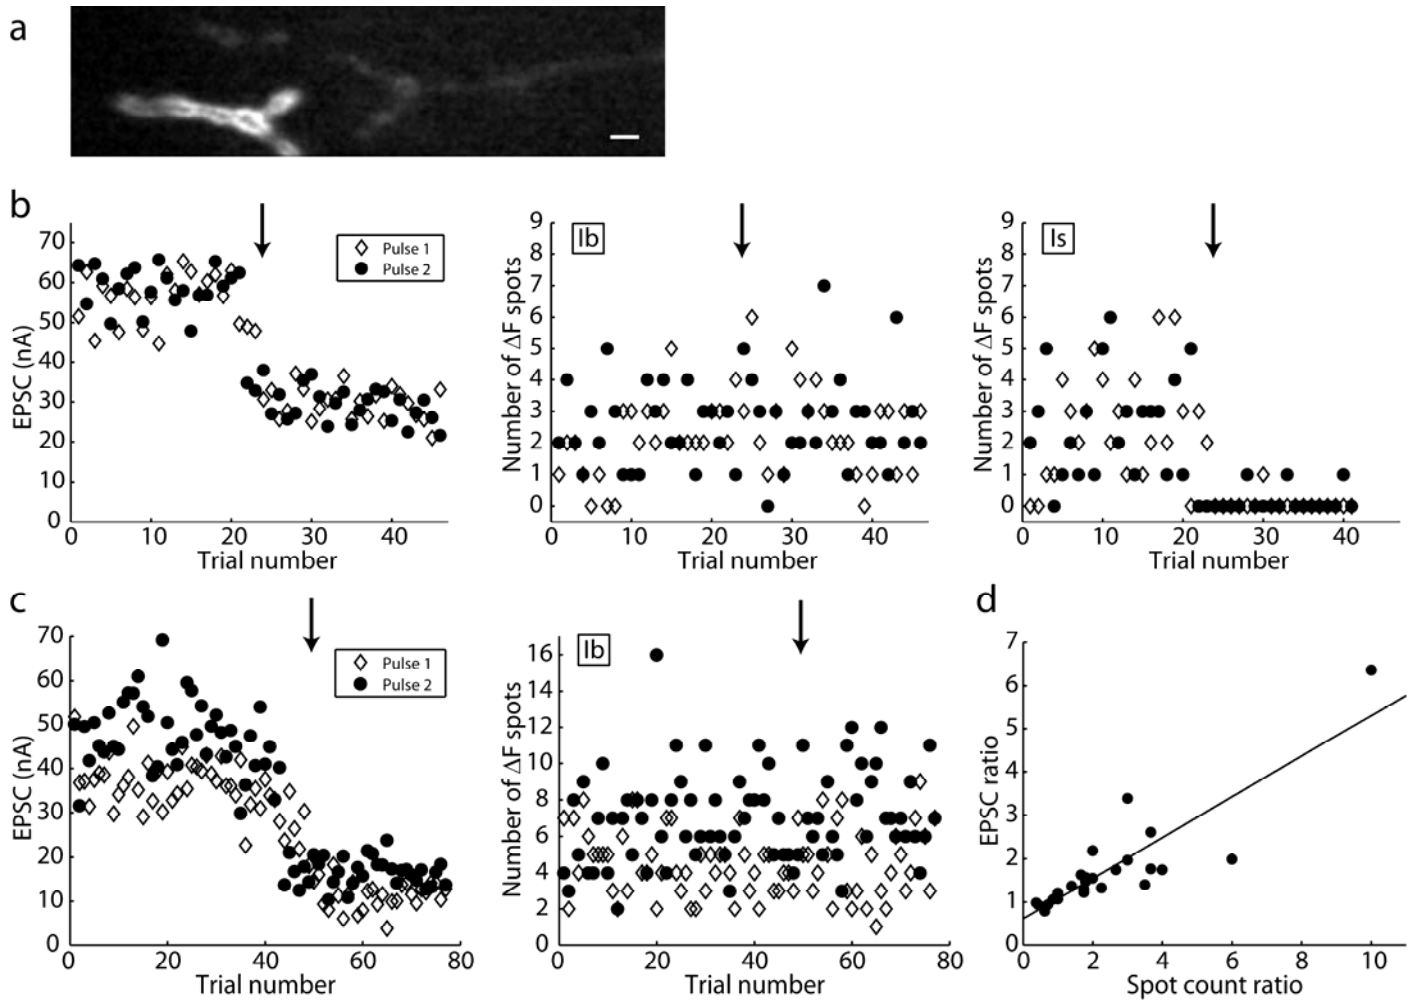 a
b
70
60
50
40
30
20
10
0
EPSC (nA)
0 10 20 30 40
Trial number
Pulse 1
Pulse 2
Ib
9
8
7
6
5
4
3
2
1
0
Number of ΔF spots
0 10 20 30 40
Trial number
Is
9
8
7
6
5
4
3
2
1
0
Number of ΔF spots
0 10 20 30 40
Trial number
c
70
60
50
40
30
20
10
0
EPSC (nA)
0 20 40 60 80
Trial number
Pulse 1
Pulse 2
Ib
16
14
12
10
8
6
4
2
0
Number of ΔF spots
0 20 40 60 80
Trial number
d
7
6
5
4
3
2
1
0
EPSC ratio
0 2 4 6 8 10
Spot count ratio